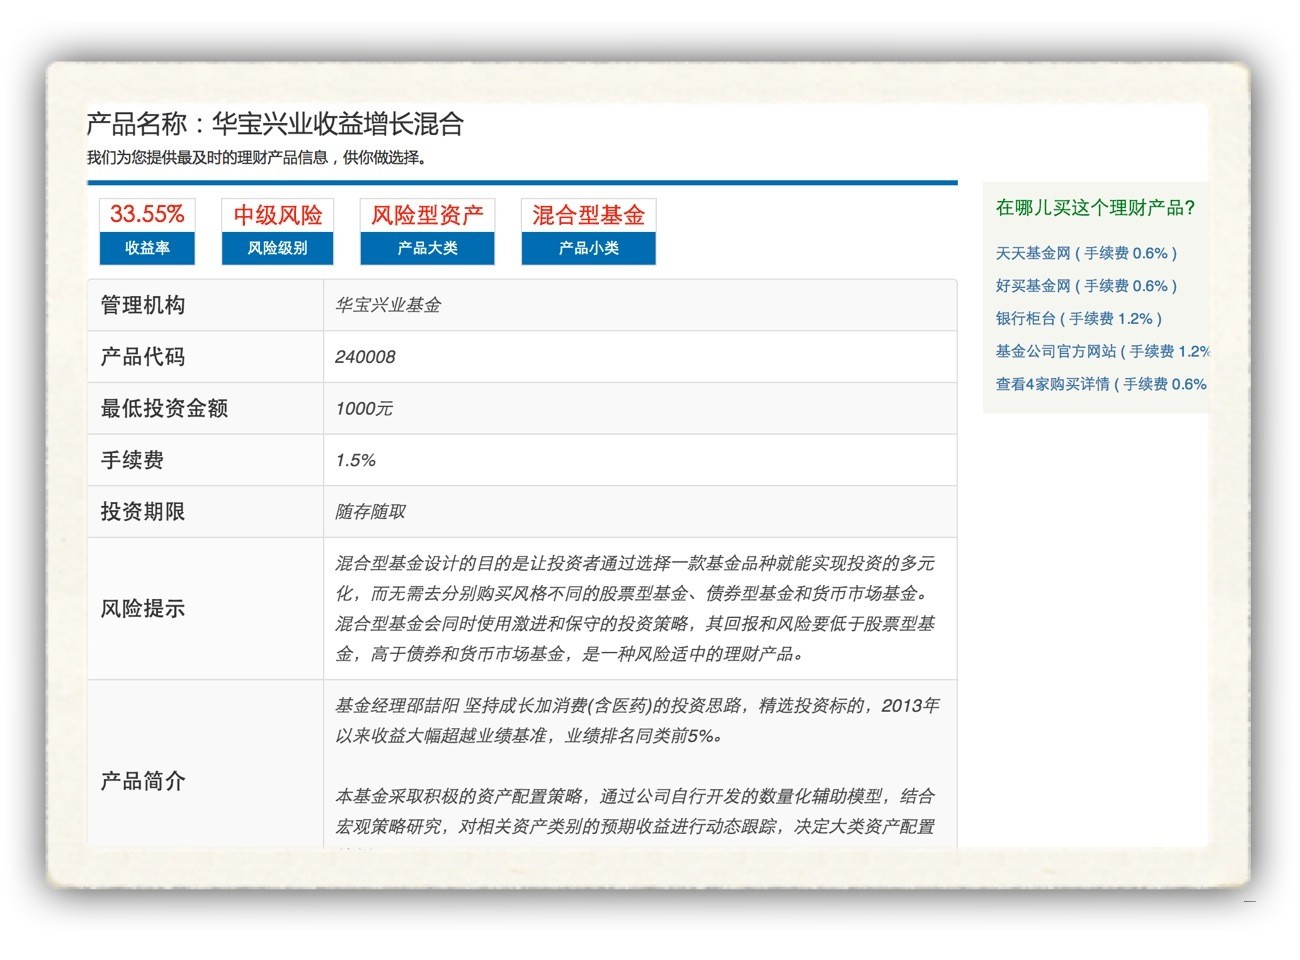 产品名称：华宝兴业收益增长混合
我们为您提供最及时的理财产品信息，供你做选择。
33.55%
收益率
中级风险
风险级别
风险型资产
产品大类
混合型基金
产品小类
管理机构
华宝兴业基金
产品代码
240008
最低投资金额
1000元
手续费
1.5%
投资期限
随存随取
风险提示
混合型基金设计的目的是让投资者通过选择一款基金品种就能实现投资的多元
化，而无需去分别购买风格不同的股票型基金、债券型基金和货币市场基金。
混合型基金会同时使用激进和保守的投资策略，其回报和风险要低于股票型基
金，高于债券和货币市场基金，是一种风险适中的理财产品。
产品简介
基金经理邵喆阳 坚持成长加消费(含医药)的投资思路，精选投资标的，2013年
以来收益大幅超越业绩基准，业绩排名同类前5%。
本基金采取积极的资产配置策略，通过公司自行开发的数量化辅助模型，结合
宏观策略研究，对相关资产类别的预期收益进行动态跟踪，决定大类资产配置
在哪儿买这个理财产品?
天天基金网 ( 手续费 0.6% )
好买基金网 ( 手续费 0.6% )
银行柜台 ( 手续费 1.2% )
基金公司官方网站 ( 手续费 1.2%
查看4家购买详情 ( 手续费 0.6%